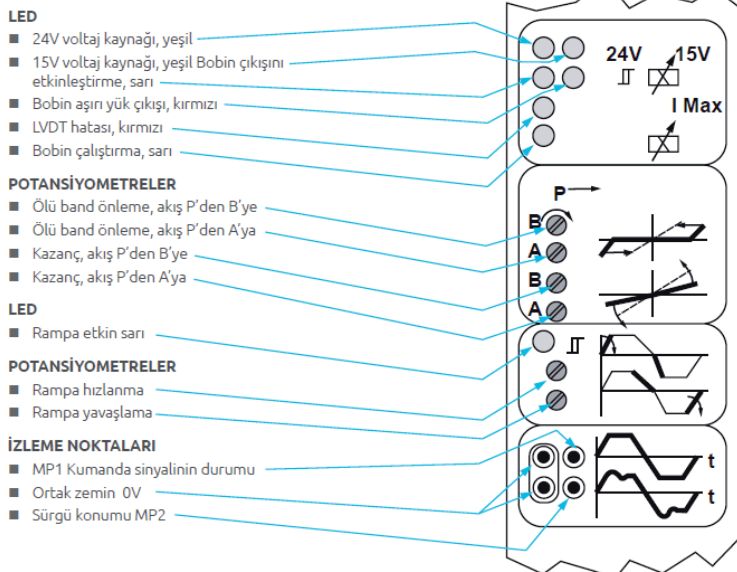 LED
■ 24V voltaj kaynağı, yeşil
■ 15V voltaj kaynağı, yeşil Bobin çıkışını
etkinleştirme, sarı
■ Bobin aşırı yük çıkışı, kırmızı
■ LVDT hatası, kırmızı
■ Bobin çalıştırma, sarı
POTANSİYOMETRELER
■ Ölü band önleme, akış P’den B’ye
■ Ölü band önleme, akış P’den A’ya
■ Kazanç, akış P’den B’ye
■ Kazanç, akış P’den A’ya
LED
■ Rampa etkin sarı
POTANSİYOMETRELER
■ Rampa hızlanma
■ Rampa yavaşlama
İZLEME NOKTALARI
■ MP1 Kumanda sinyalinin durumu
■ Ortak zemin 0V
■ Sürgü konumu MP2
24V 15V
I Max
P
B
A
B
A
t
t